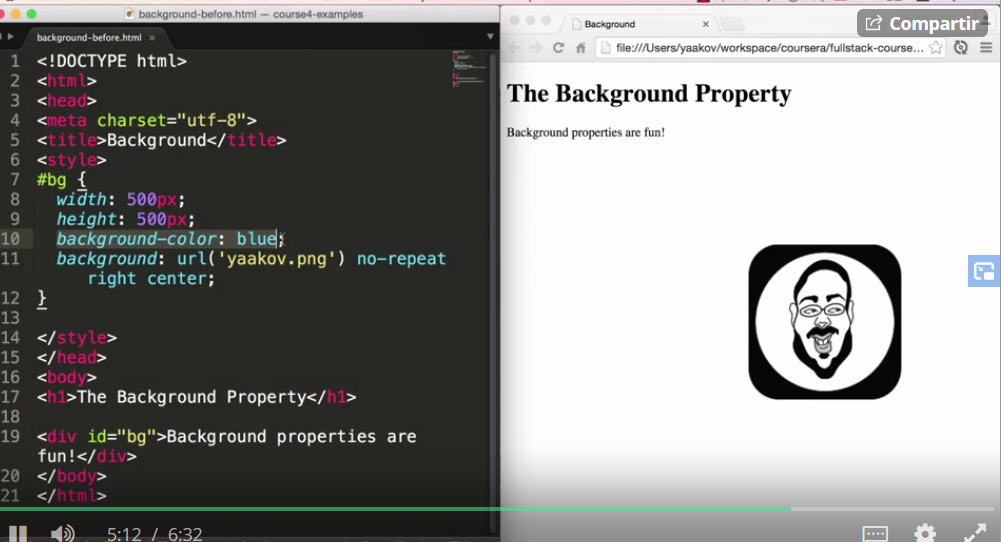 background-before.html — course4-examples
background-before.html ×
1 <!DOCTYPE html>
2 <html>
3 <head>
4 <meta charset="utf-8">
5 <title>Background</title>
6 <style>
7 #bg {
8 width: 500px;
9 height: 500px;
10 background-color: blue;
11 background: url('yaakov.png') no-repeat
right center;
12 }
13
14 </style>
15 </head>
16 <body>
17 <h1>The Background Property</h1>
18
19 <div id="bg">Background properties are
fun!</div>
20 </body>
21 </html>
Background ×
Compartir
file:///Users/yaakov/workspace/coursera/fullstack-course...
The Background Property
Background properties are fun!
5:12 / 6:32